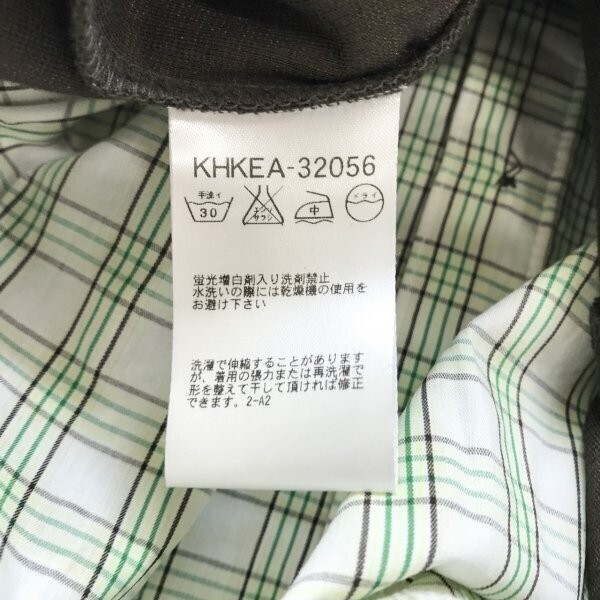 KHKEA-32056
手洗イ 30 エンソ サラシ 中 ドライ
蛍光増白剤入り洗剤禁止
水洗いの際には乾燥機の使用を
お避け下さい
洗濯で伸縮することがあります
が、着用の張力または再洗濯で
形を整えて干して頂ければ修正
できます。2-A2